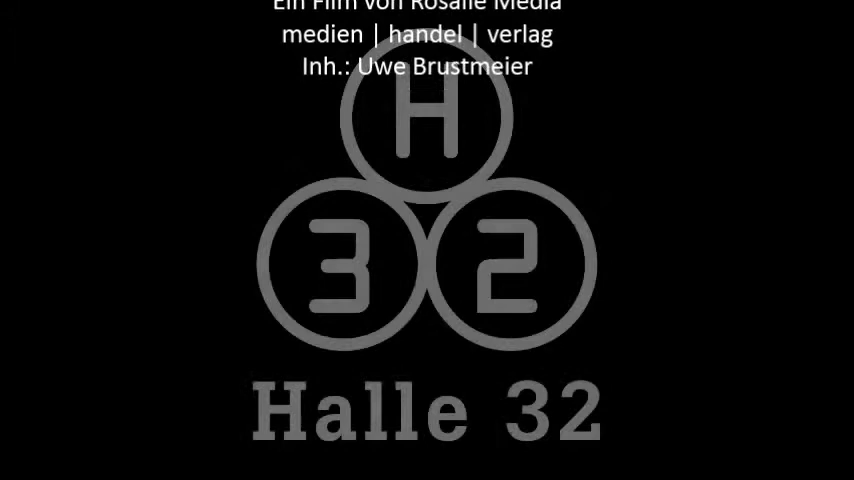 Ein Film von Rosalie Media
medien | handel | verlag
Inh.: Uwe Brustmeier
H
3 2
Halle 32